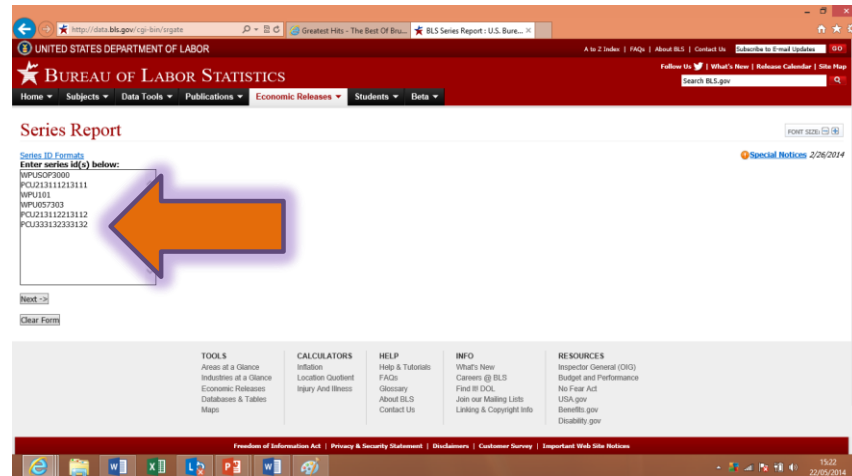 http://data.bls.gov/cgi-bin/srgate
Greatest Hits - The Best Of Bru...
BLS Series Report : U.S. Bure...
UNITED STATES DEPARTMENT OF LABOR
A to Z Index | FAQs | About BLS | Contact Us Subscribe to E-mail Updates GO
BUREAU OF LABOR STATISTICS
Follow Us | What's New | Release Calendar | Site Map
Search BLS.gov
Home Subjects Data Tools Publications Economic Releases Students Beta
Series Report
FONT SIZE:
Series ID Formats
Special Notices 2/26/2014
Enter series id(s) below:
WPUSOP3000
PCU213111213111
WPU101
WPU057303
PCU213112213112
PCU333132333132
Next ->
Clear Form
TOOLS
Areas at a Glance
Industries at a Glance
Economic Releases
Databases & Tables
Maps
CALCULATORS
Inflation
Location Quotient
Injury And Illness
HELP
Help & Tutorials
FAQs
Glossary
About BLS
Contact Us
INFO
What's New
Careers @ BLS
Find It! DOL
Join our Mailing Lists
Linking & Copyright Info
RESOURCES
Inspector General (OIG)
Budget and Performance
No Fear Act
USA.gov
Benefits.gov
Disability.gov
Freedom of Information Act | Privacy & Security Statement | Disclaimers | Customer Survey | Important Web Site Notices
15:22
22/05/2014